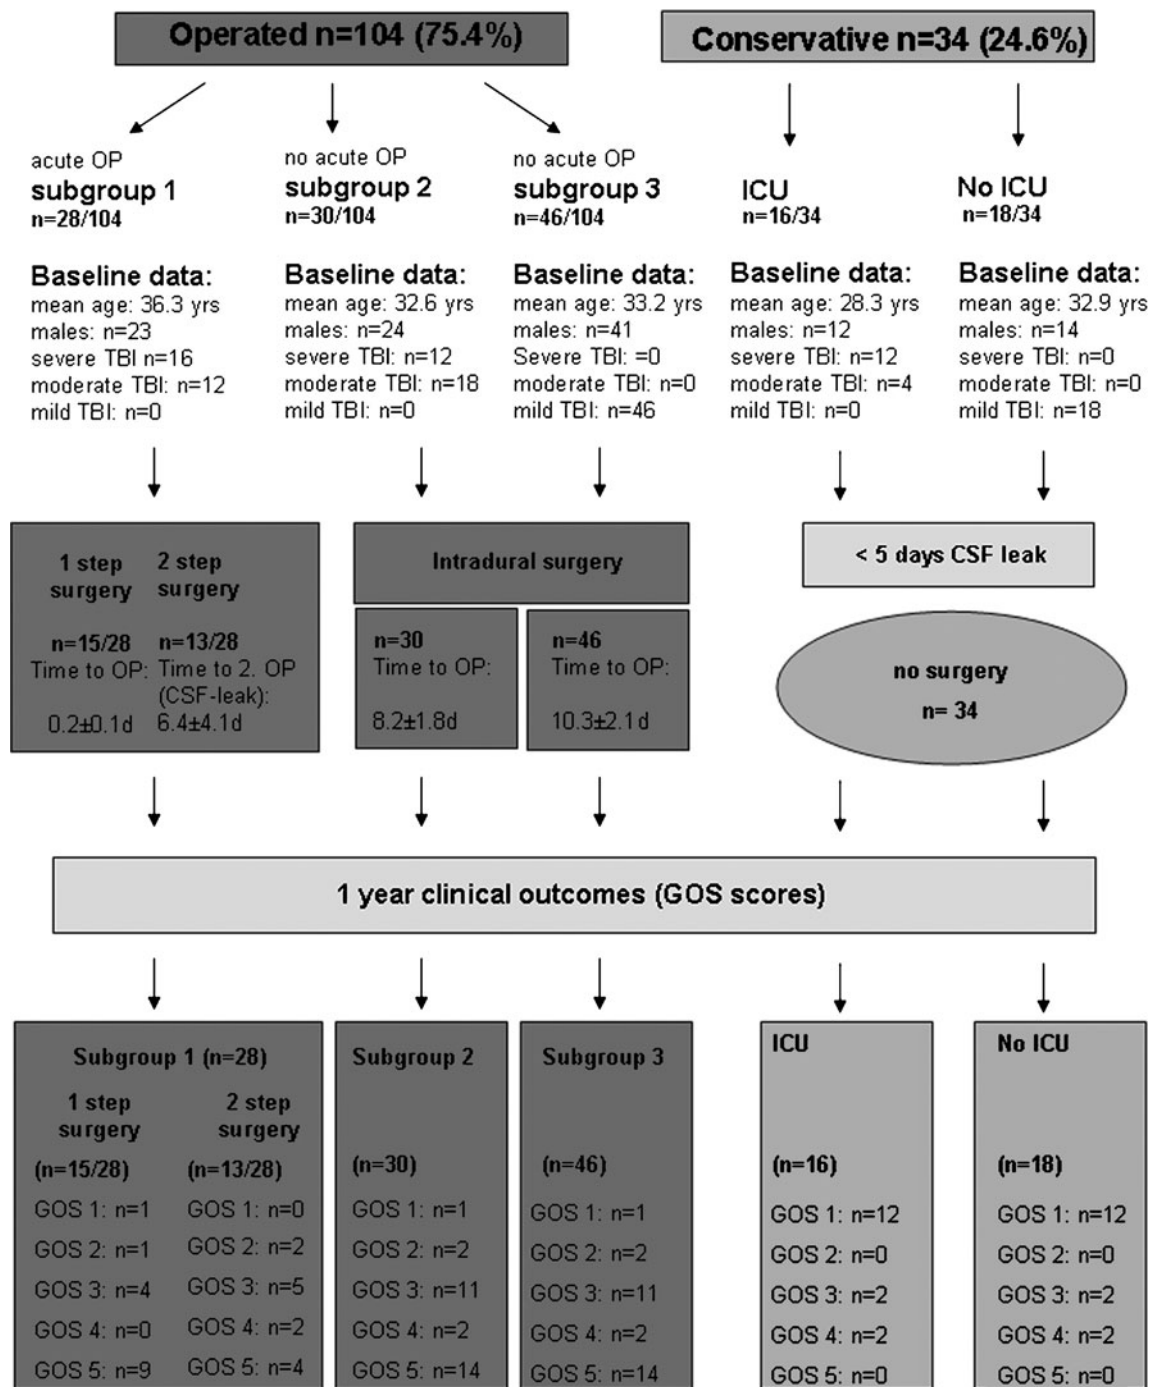 Operated n=104 (75.4%)
Conservative n=34 (24.6%)
acute OP
subgroup 1
n=28/104
no acute OP
subgroup 2
n=30/104
no acute OP
subgroup 3
n=46/104
ICU
n=16/34
No ICU
n=18/34
Baseline data:
mean age: 36.3 yrs
males: n=23
severe TBI n=16
moderate TBI: n=12
mild TBI: n=0
Baseline data:
mean age: 32.6 yrs
males: n=24
severe TBI: n=12
moderate TBI: n=18
mild TBI: n=0
Baseline data:
mean age: 33.2 yrs
males: n=41
Severe TBI: =0
moderate TBI: n=0
mild TBI: n=46
Baseline data:
mean age: 28.3 yrs
males: n=12
severe TBI: n=12
moderate TBI: n=4
mild TBI: n=0
Baseline data:
mean age: 32.9 yrs
males: n=14
severe TBI: n=0
moderate TBI: n=0
mild TBI: n=18
1 step
surgery
n=15/28
Time to OP:
0.2±0.1d
2 step
surgery
n=13/28
Time to 2. OP
(CSF-leak):
6.4±4.1d
Intradural surgery
n=30
Time to OP:
8.2±1.8d
n=46
Time to OP:
10.3±2.1d
< 5 days CSF leak
no surgery
n= 34
1 year clinical outcomes (GOS scores)
Subgroup 1 (n=28)
1 step
surgery
(n=15/28)
GOS 1: n=1
GOS 2: n=1
GOS 3: n=4
GOS 4: n=0
GOS 5: n=9
2 step
surgery
(n=13/28)
GOS 1: n=0
GOS 2: n=2
GOS 3: n=5
GOS 4: n=2
GOS 5: n=4
Subgroup 2
(n=30)
GOS 1: n=1
GOS 2: n=2
GOS 3: n=11
GOS 4: n=2
GOS 5: n=14
Subgroup 3
(n=46)
GOS 1: n=1
GOS 2: n=2
GOS 3: n=11
GOS 4: n=2
GOS 5: n=14
ICU
(n=16)
GOS 1: n=12
GOS 2: n=0
GOS 3: n=2
GOS 4: n=2
GOS 5: n=0
No ICU
(n=18)
GOS 1: n=12
GOS 2: n=0
GOS 3: n=2
GOS 4: n=2
GOS 5: n=0